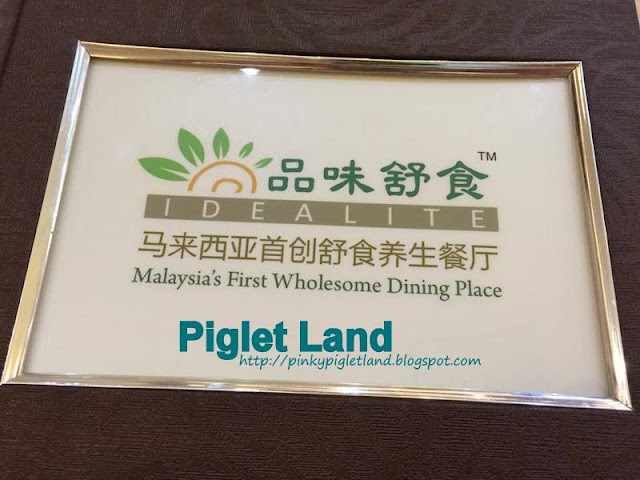 品味舒食™
IDEALITE
马来西亚首创舒食养生餐厅
Malaysia's First Wholesome Dining Place
Piglet Land
http://pinkypigletland.blogspot.com